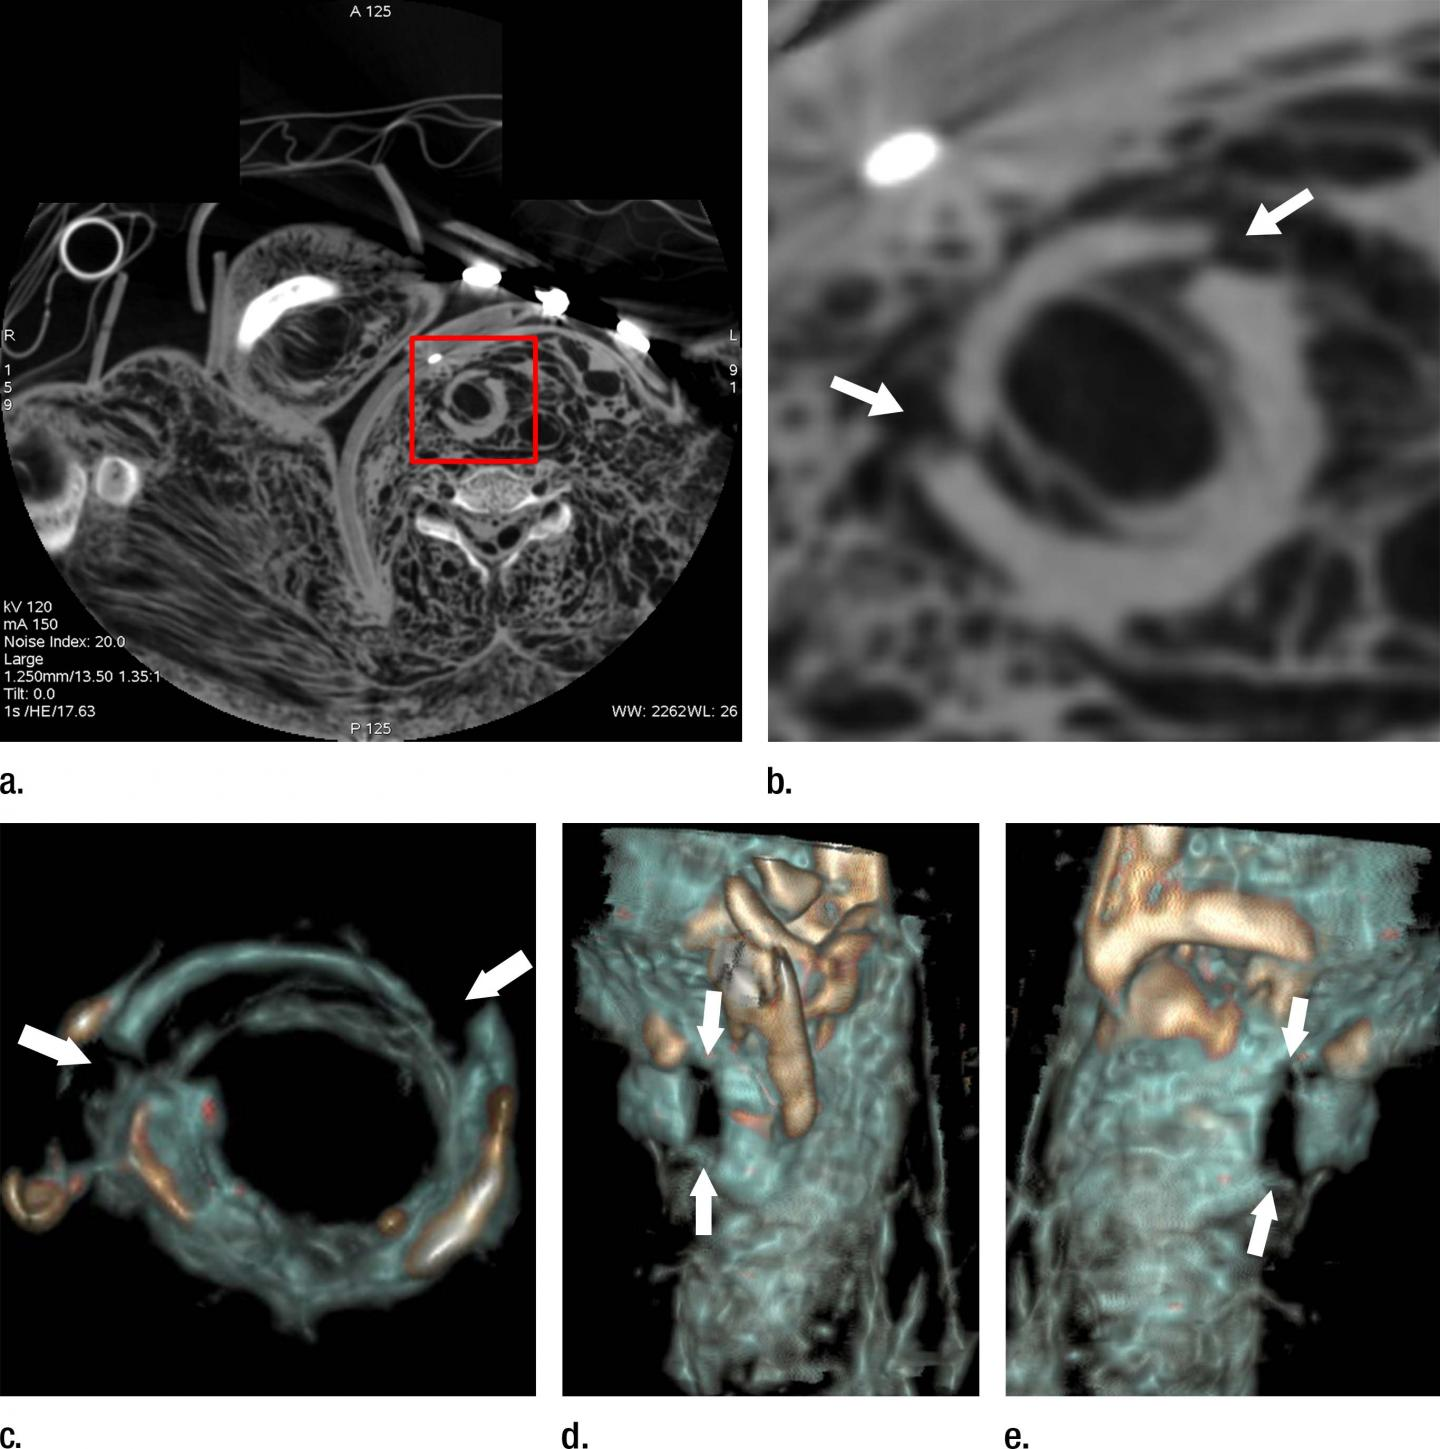 A 125
R
1
5
9
L
9
1
kV 120
mA 150
Noise Index: 20.0
Large
1.250mm/13.50 1.35:1
Tilt: 0.0
1s /HE/17.63
WW: 2262WL: 26
P 125
a.
b.
c.
d.
e.